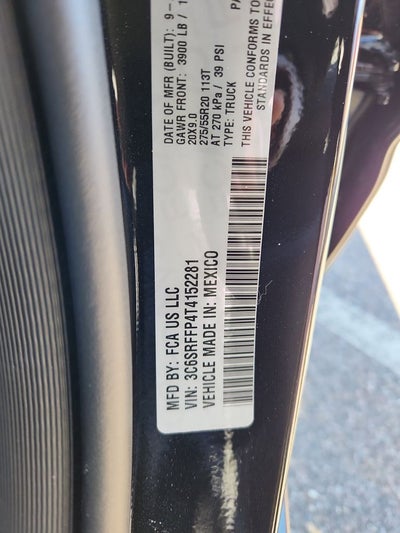 MFD BY: FCA US LLC
DATE OF MFR (BUILT): 9-
GAWR FRONT: 3900 LB /
20X9.0
275/55R20 113T
AT 270 kPa / 39 PSI
TYPE: TRUCK
THIS VEHICLE CONFORMS TO
STANDARDS IN EFFE
VIN: 3C6SRFFP4T4152281
VEHICLE MADE IN: MEXICO